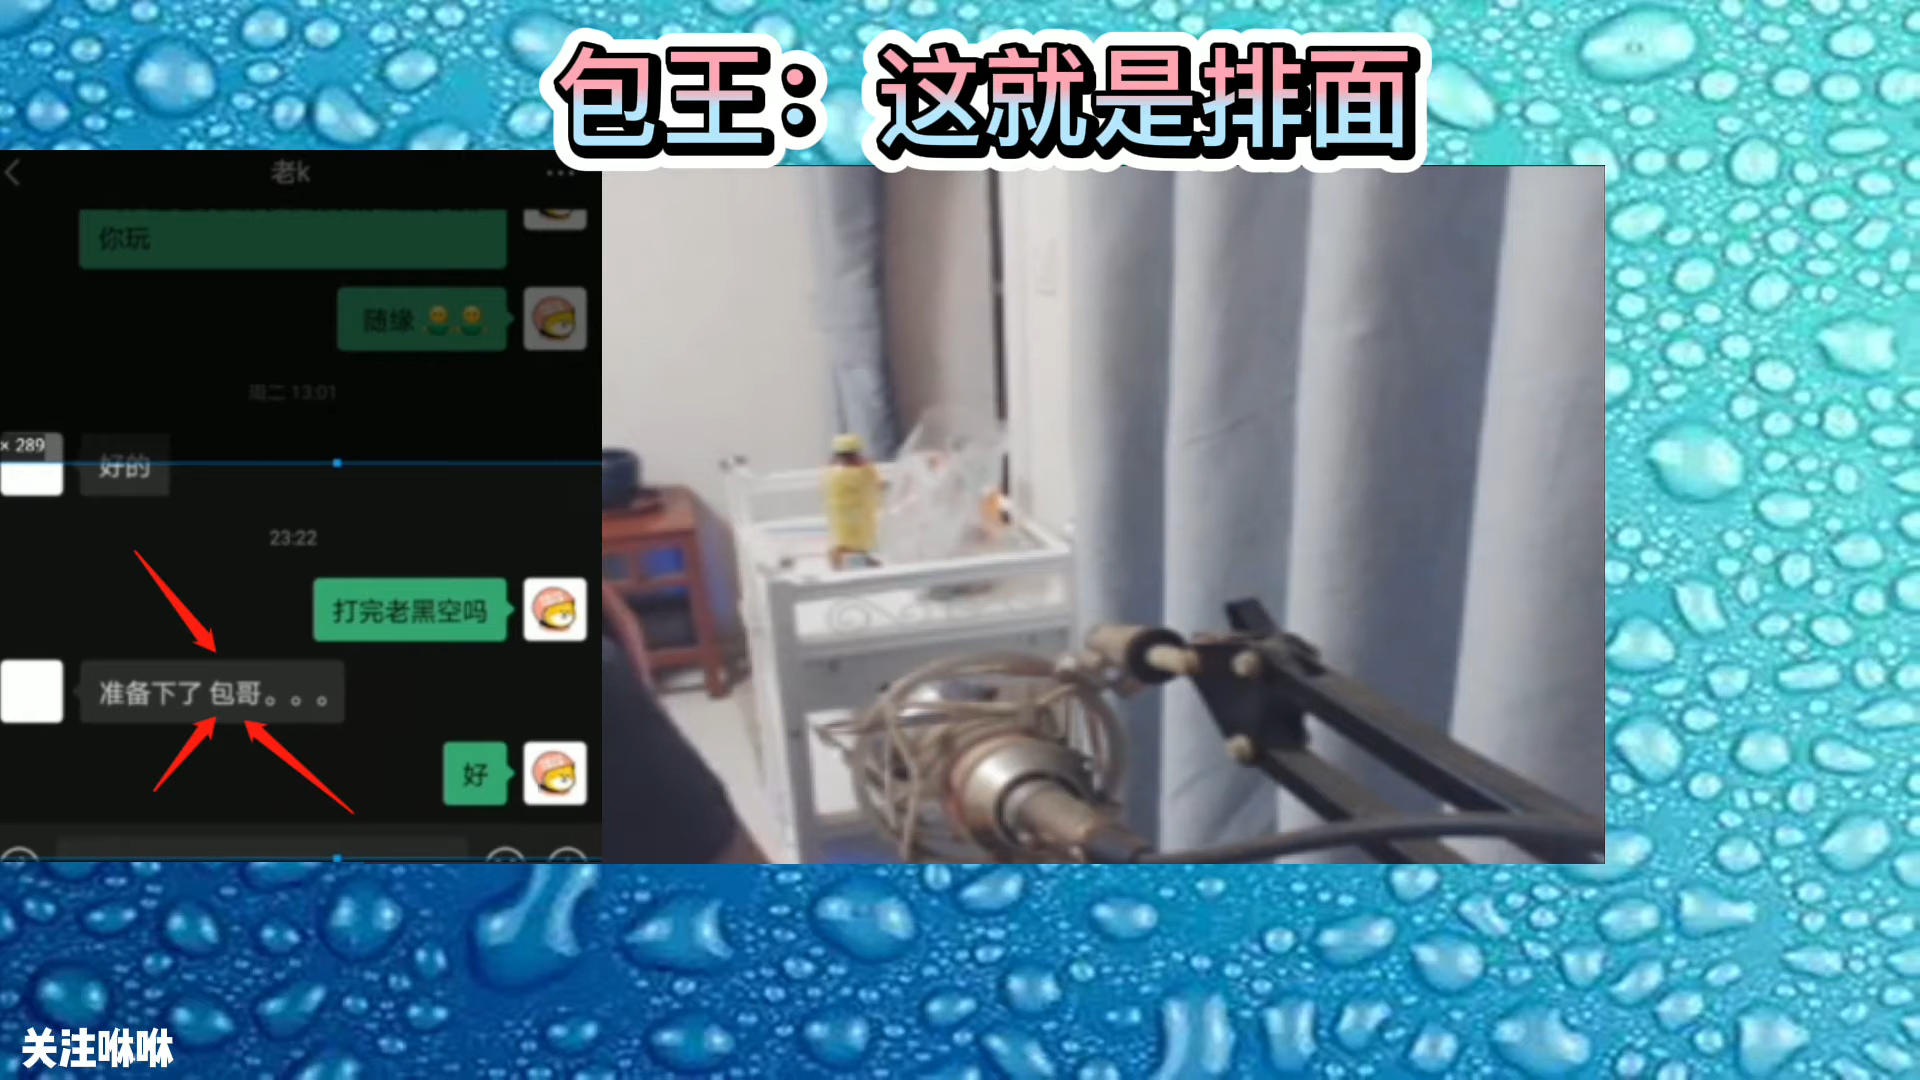 包王：这就是排面
老k
你玩
随缘
周二 13:01
× 289
好的
23:22
打完老黑空吗
准备下了 包哥。。。
好
关注咻咻